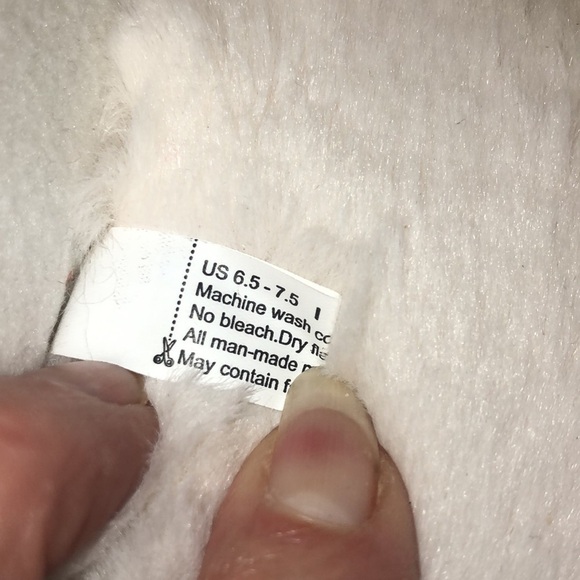 US 6.5 - 7.5
Machine wash
No bleach.Dry
All man-made
May contain